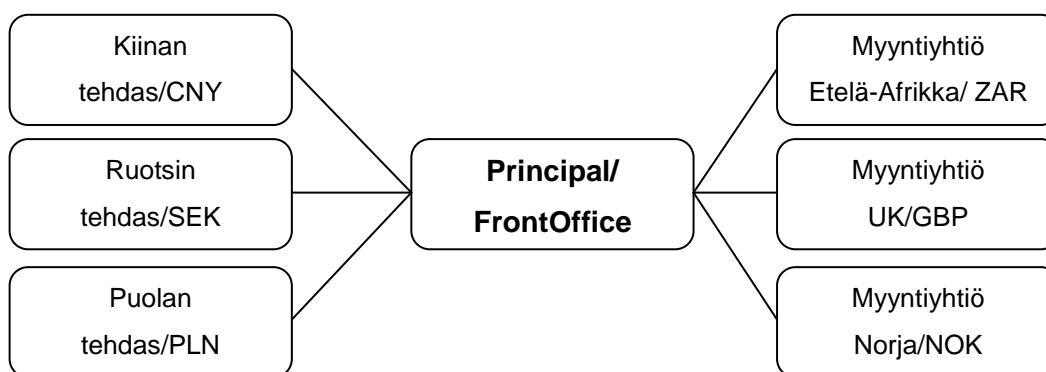 Kiinan
tehdas/CNY
Ruotsin
tehdas/SEK
Puolan
tehdas/PLN
Principal/
FrontOffice
Myyntiyhtiö
Etelä-Afrikka/ ZAR
Myyntiyhtiö
UK/GBP
Myyntiyhtiö
Norja/NOK